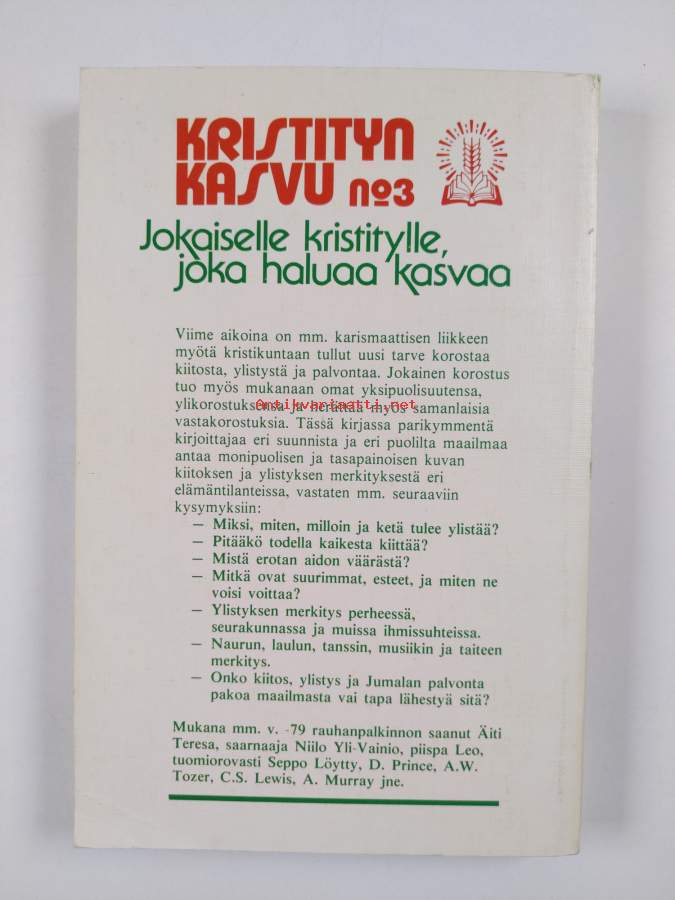 KRISTITYN
KASVU no3
Jokaiselle kristitylle,
joka haluaa kasvaa
Viime aikoina on mm. karismaattisen liikkeen
myötä kristikuntaan tullut uusi tarve korostaa
kiitosta, ylistystä ja palvontaa. Jokainen korostus
tuo myös mukanaan omat yksipuolisuutensa,
ylikorostuksensa ja herättää myös samanlaisia
Antikvariaatti.net
vastakorostuksia. Tässä kirjassa parikymmentä
kirjoittajaa eri suunnista ja eri puolilta maailmaa
antaa monipuolisen ja tasapainoisen kuvan
kiitoksen ja ylistyksen merkityksestä eri
elämäntilanteissa, vastaten mm. seuraaviin
kysymyksiin:
— Miksi, miten, milloin ja ketä tulee ylistää?
— Pitääkö todella kaikesta kiittää?
— Mistä erotan aidon väärästä?
— Mitkä ovat suurimmat, esteet, ja miten ne
voisi voittaa?
— Ylistyksen merkitys perheessä,
seurakunnassa ja muissa ihmissuhteissa.
— Naurun, laulun, tanssin, musiikin ja taiteen
merkitys.
— Onko kiitos, ylistys ja Jumalan palvonta
pakoa maailmasta vai tapa lähestyä sitä?
Mukana mm. v. -79 rauhanpalkinnon saanut Äiti
Teresa, saarnaaja Niilo Yli-Vainio, piispa Leo,
tuomiorovasti Seppo Löytty, D. Prince, A.W.
Tozer, C.S. Lewis, A. Murray jne.